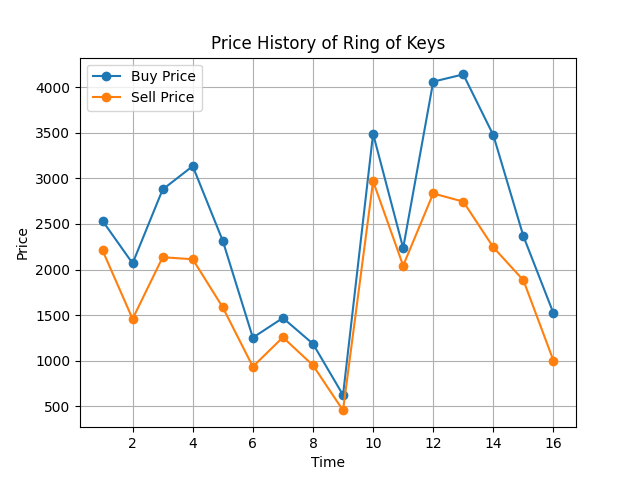 Price History of Ring of Keys
Buy Price
Sell Price
Price
4000
3500
3000
2500
2000
1500
1000
500
2 4 6 8 10 12 14 16
Time